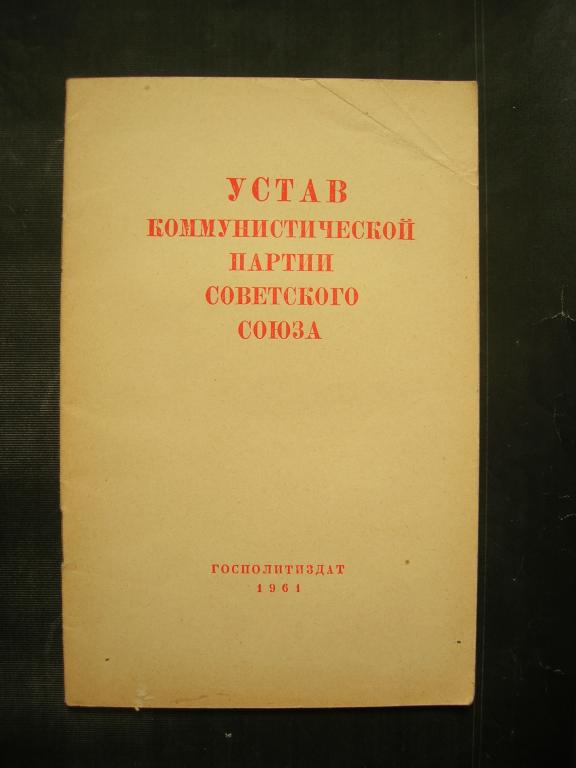 УСТАВ
КОММУНИСТИЧЕСКОЙ
ПАРТИИ
СОВЕТСКОГО
СОЮЗА
ГОСПОЛИТИЗДАТ
1961